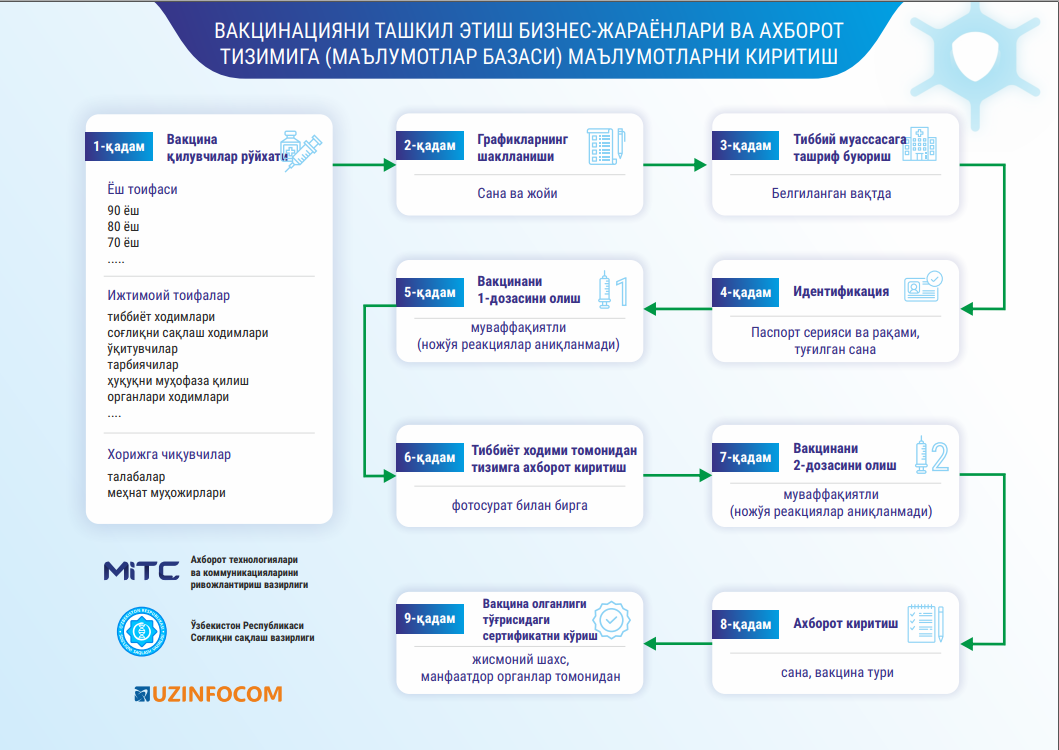 ВАКЦИНАЦИЯНИ ТАШКИЛ ЭТИШ БИЗНЕС-ЖАРАЁНЛАРИ ВА АХБОРОТ
ТИЗИМИГА (МАЪЛУМОТЛАР БАЗАСИ) МАЪЛУМОТЛАРНИ КИРИТИШ
1-қадам
Вакцина
қилувчилар рўйхати
Ёш тоифаси
90 ёш
80 ёш
70 ёш
.....
Ижтимоий тоифалар
тиббиёт ходимлари
соғлиқни сақлаш ходимлари
ўқитувчилар
тарбиячилар
ҳуқуқни муҳофаза қилиш
органлари ходимлари
....
Хорижга чиқувчилар
талабалар
меҳнат муҳожирлари
2-қадам
Графикларнинг
шаклланиши
Сана ва жойи
3-қадам
Тиббий муассасага
ташриф буюриш
Белгиланган вақтда
4-қадам
Идентификация
Паспорт серияси ва рақами,
туғилган сана
5-қадам
Вакцинани
1-дозасини олиш
1
муваффақиятли
(ножўя реакциялар аниқланмади)
6-қадам
Тиббиёт ходими томонидан
тизимга ахборот киритиш
фотосурат билан бирга
7-қадам
Вакцинани
2-дозасини олиш
2
муваффақиятли
(ножўя реакциялар аниқланмади)
8-қадам
Ахборот киритиш
сана, вакцина тури
9-қадам
Вакцина олганлиги
тўғрисидаги
сертификатни кўриш
жисмоний шахс,
манфаатдор органлар томонидан
MiTC
Ахборот технологиялари
ва коммуникацияларини
ривожлантириш вазирлиги
Ўзбекистон Республикаси
Соғлиқни сақлаш вазирлиги
UZINFOCOM